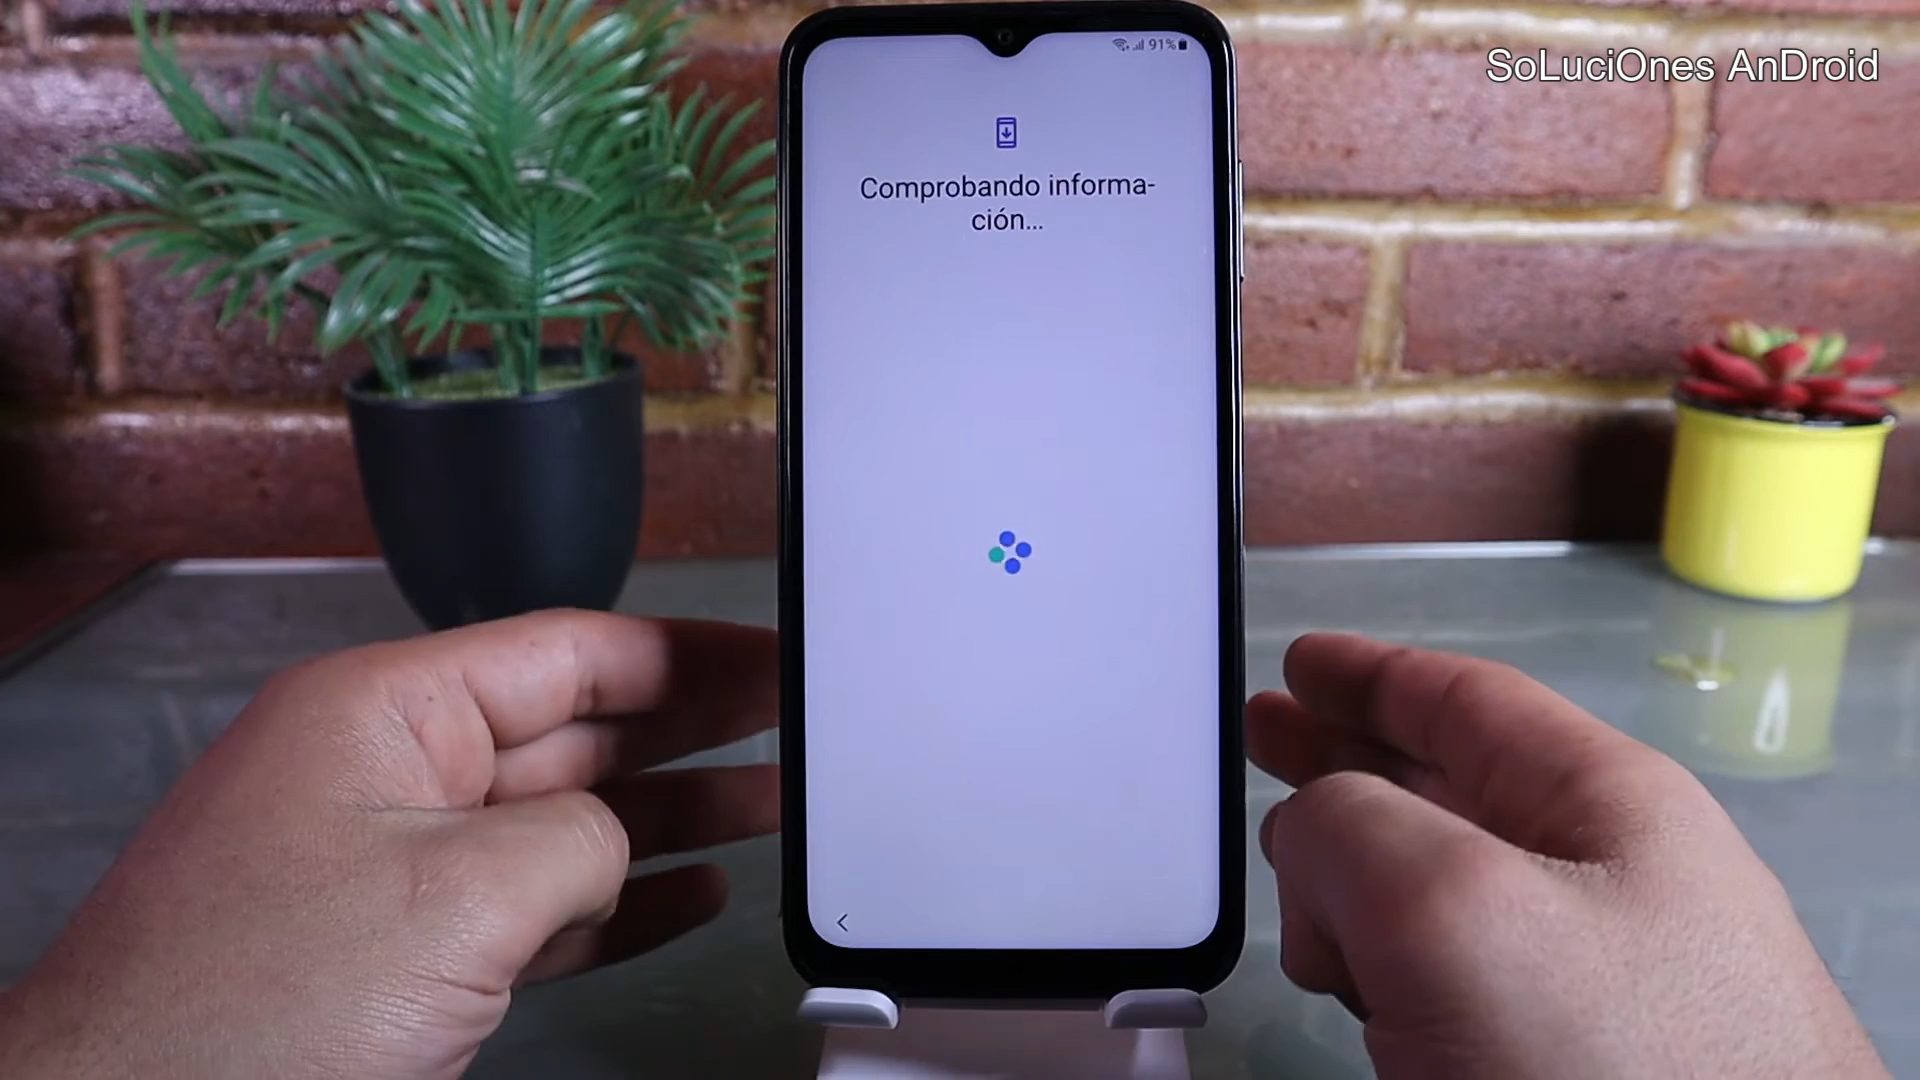 SoLuciOnes AnDroid
91%
Comprobando informa-
ción...